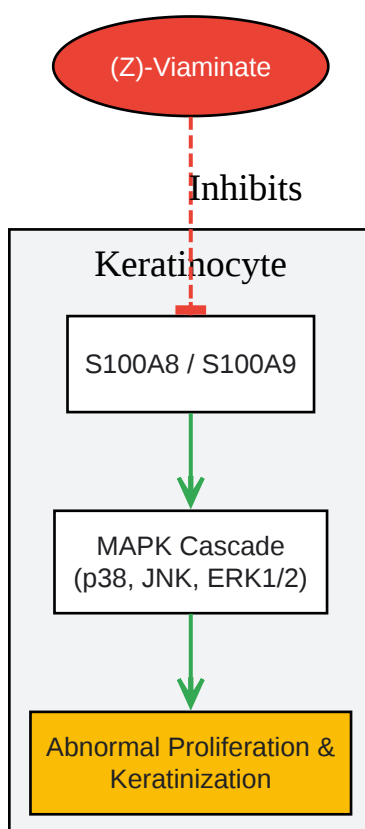 (Z)-Viaminate
Inhibits
Keratinocyte
S100A8 / S100A9
MAPK Cascade
(p38, JNK, ERK1/2)
Abnormal Proliferation &
Keratinization